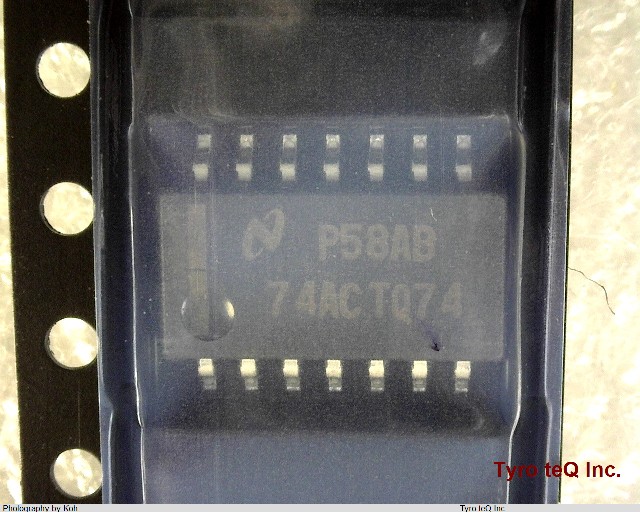 P58AB
74ACTQ74
Tyro teQ Inc.
Photography by Koh
Tyro teQ Inc